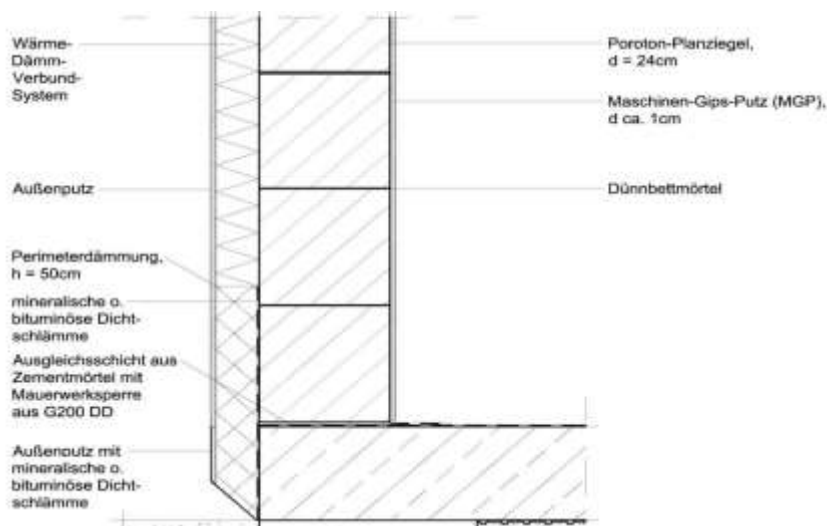 Wärme-
Dämm-
Verbund-
System
Außenputz
Perimeterdämmung,
h = 50cm
mineralische o.
bituminöse Dicht-
schlämme
Ausgleichsschicht aus
Zementmörtel mit
Mauerwerksperre
aus G200 DD
Außenputz mit
mineralische o.
bituminöse Dicht-
schlämme
Poroton-Planziegel,
d = 24cm
Maschinen-Gips-Putz (MGP),
d ca. 1cm
Dünnbettmörtel